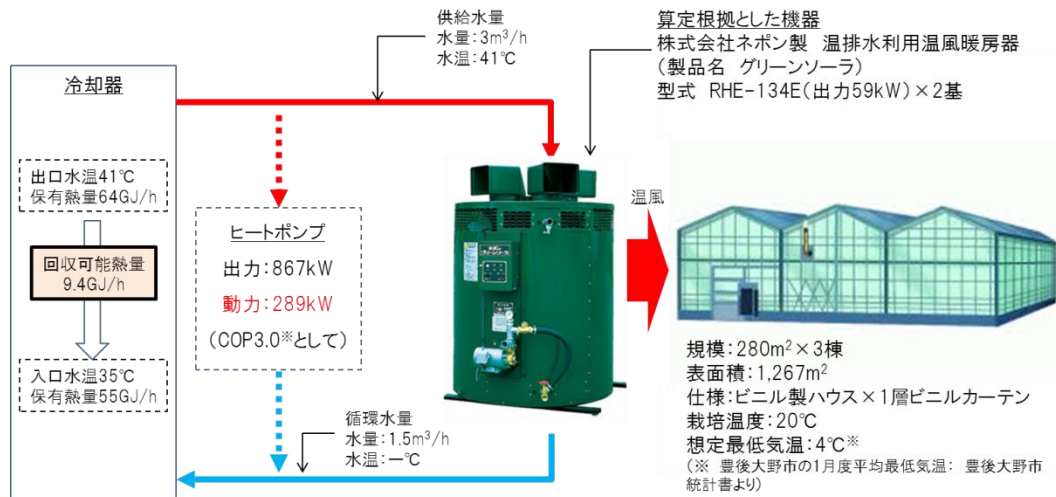 供給水量
水量：3m³/h
水温：41℃
算定根拠とした機器
株式会社ネポン製　温排水利用温風暖房器
（製品名　グリーンソーラ）
型式　RHE-134E（出力59kW）×2基
冷却器
出口水温41℃
保有熱量64GJ/h
回収可能熱量
9.4GJ/h
入口水温35℃
保有熱量55GJ/h
ヒートポンプ
出力：867kW
動力：289kW
（COP3.0※として）
温風
循環水量
水量：1.5m³/h
水温：—℃
規模：280m²×3棟
表面積：1,267m²
仕様：ビニル製ハウス×1層ビニルカーテン
栽培温度：20℃
想定最低気温：4℃※
（※　豊後大野市の1月度平均最低気温：　豊後大野市
統計書より）